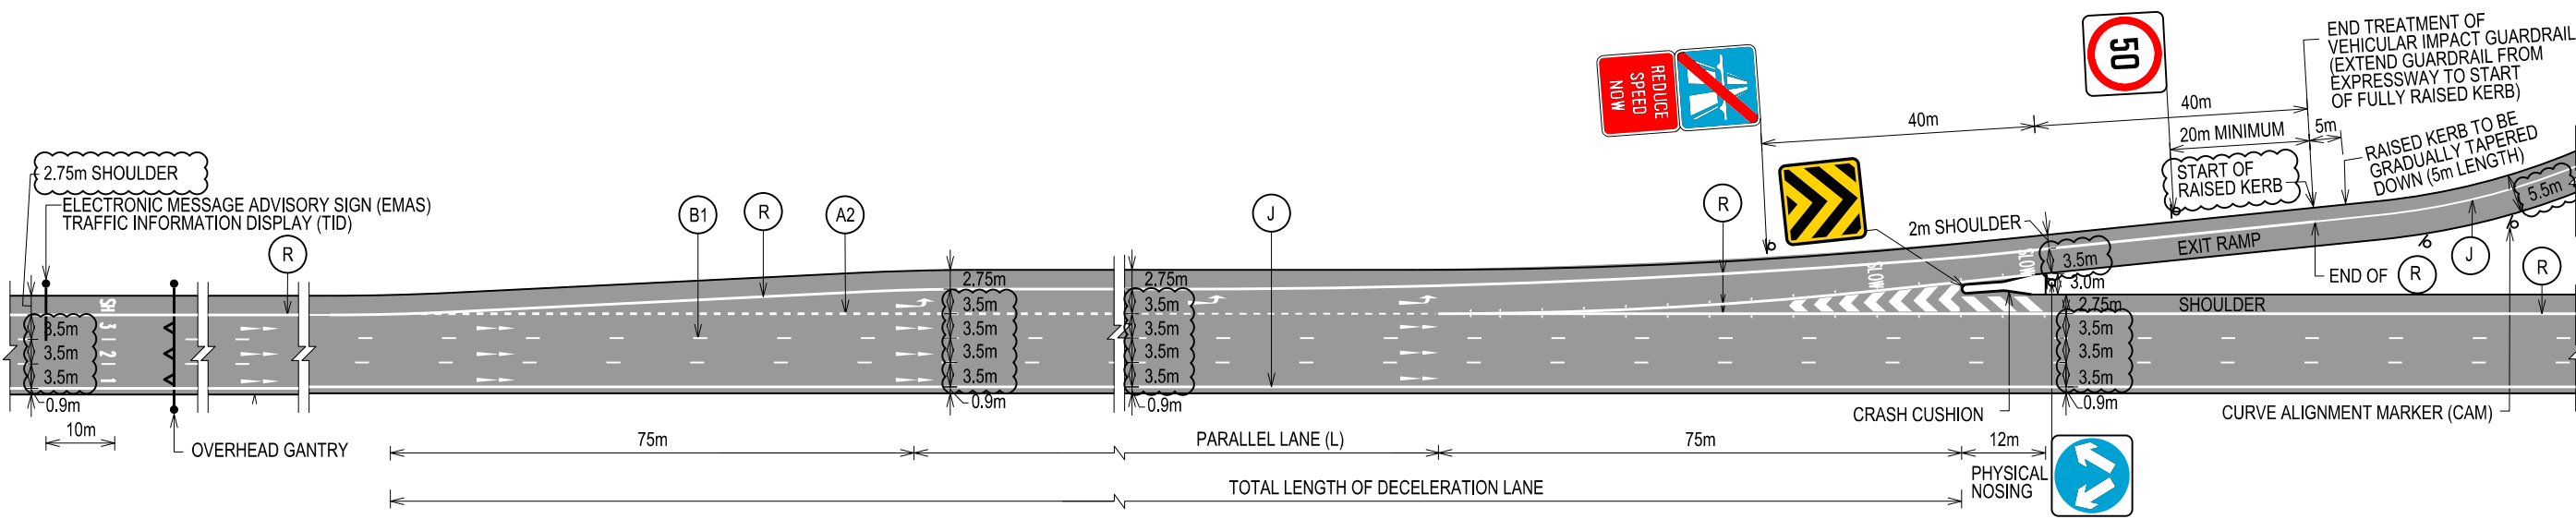 END TREATMENT OF
VEHICULAR IMPACT GUARDRAIL
(EXTEND GUARDRAIL FROM
EXPRESSWAY TO START
OF FULLY RAISED KERB)
50
REDUCE
SPEED
NOW
40m
40m
20m MINIMUM
5m
RAISED KERB TO BE
GRADUALLY TAPERED
DOWN (5m LENGTH)
START OF
RAISED KERB
5.5m
2.75m SHOULDER
ELECTRONIC MESSAGE ADVISORY SIGN (EMAS)
TRAFFIC INFORMATION DISPLAY (TID)
R
B1
R
A2
J
R
2m SHOULDER
SLOW
SLOW
3.5m
EXIT RAMP
END OF
R
J
R
3.0m
SH 3 2 1
3.5m
3.5m
3.5m
0.9m
10m
OVERHEAD GANTRY
2.75m
3.5m
3.5m
3.5m
3.5m
0.9m
2.75m
3.5m
3.5m
3.5m
3.5m
0.9m
2.75m
SHOULDER
3.5m
3.5m
3.5m
0.9m
CRASH CUSHION
CURVE ALIGNMENT MARKER (CAM)
75m
PARALLEL LANE (L)
75m
12m
PHYSICAL
NOSING
TOTAL LENGTH OF DECELERATION LANE